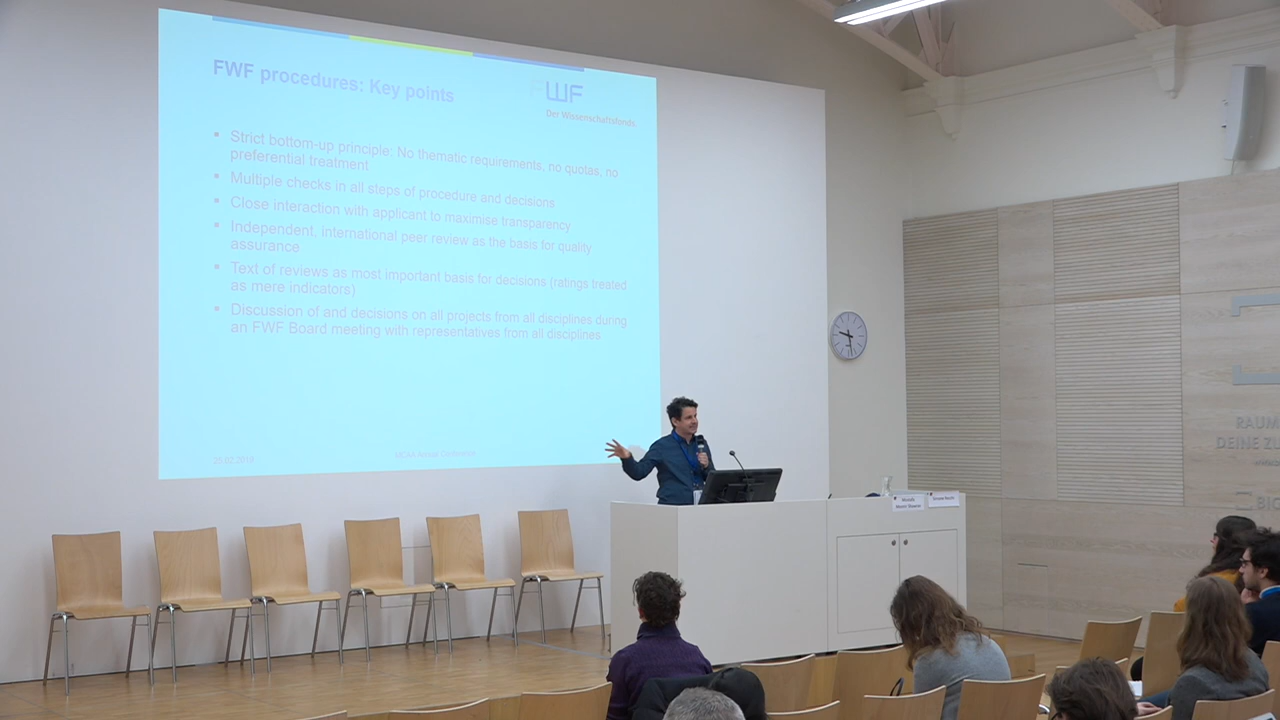 FWF procedures: Key points
FWF
Der Wissenschaftsfonds.
▪ Strict bottom-up principle: No thematic requirements, no quotas, no
preferential treatment
▪ Multiple checks in all steps of procedure and decisions
▪ Close interaction with applicant to maximise transparency
▪ Independent, international peer review as the basis for quality
assurance
▪ Text of reviews as most important basis for decisions (ratings treated
as mere indicators)
▪ Discussion of and decisions on all projects from all disciplines during
an FWF Board meeting with representatives from all disciplines
MCAA Annual Conference
RAUM
DEINE ZU